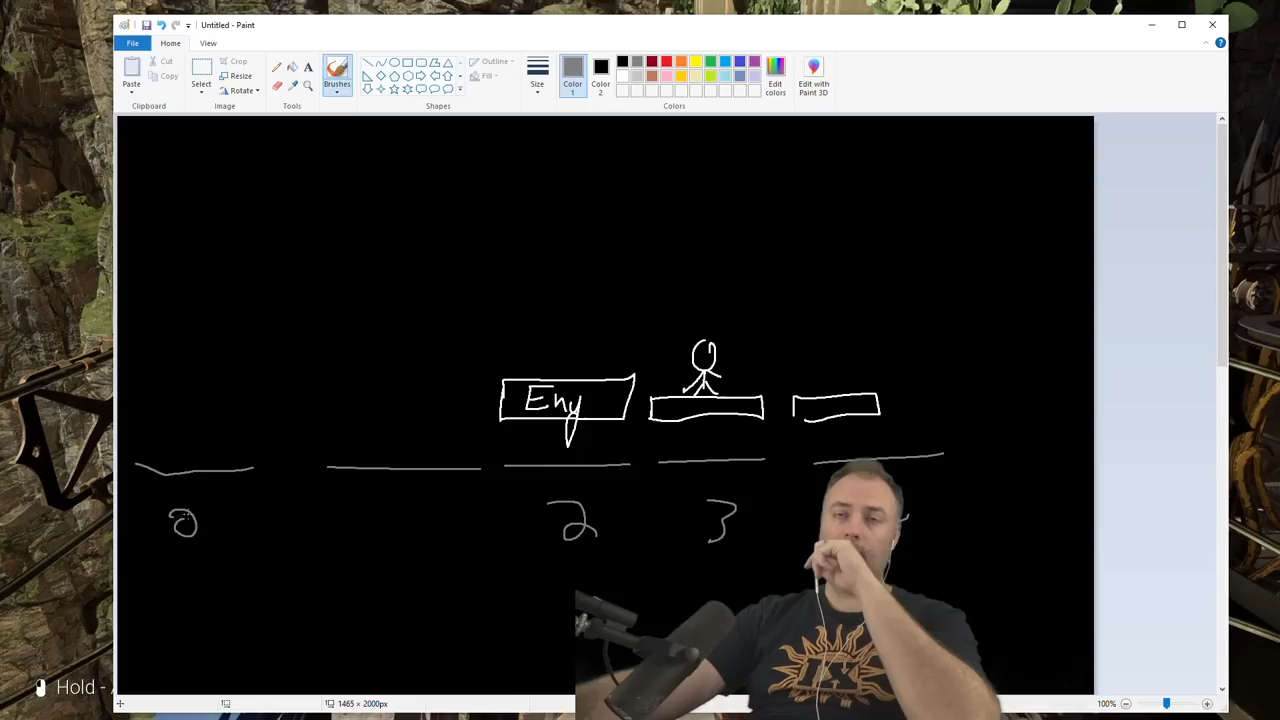 Untitled - Paint
File Home View
Paste
Cut
Copy
Clipboard
Select
Crop
Resize
Rotate
Image
Tools
Brushes
Shapes
Outline
Fill
Size
Color 1
Color 2
Edit colors
Colors
Edit with Paint 3D
Eny
0 2 3
Hold -
1465 × 2000px
100%